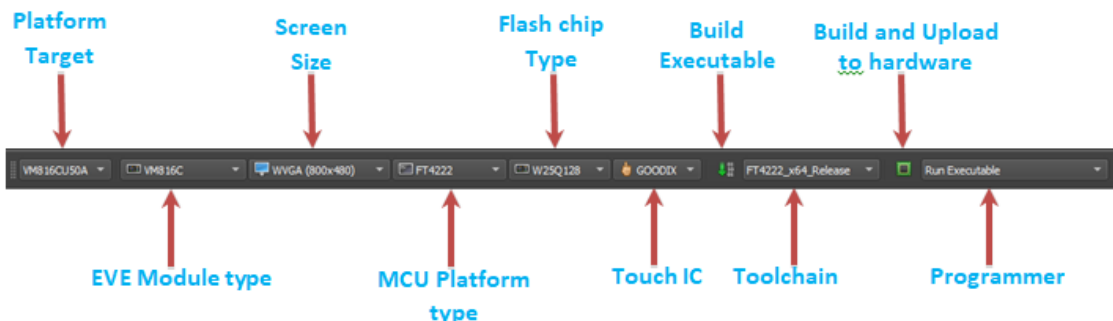 Platform
Target
Screen
Size
Flash chip
Type
Build
Executable
Build and Upload
to hardware
VM816CU50A
VM816C
WVGA (800x480)
FT4222
W25Q128
GOODIX
FT4222_x64_Release
Run Executable
EVE Module type
MCU Platform
type
Touch IC
Toolchain
Programmer